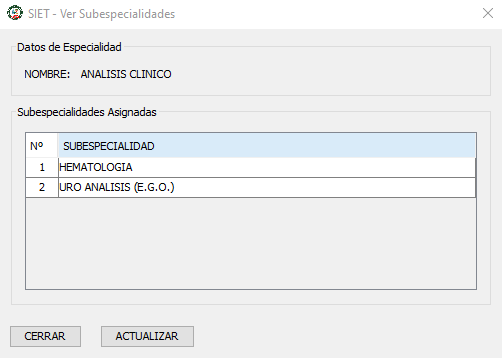 SIET - Ver Subespecialidades
Datos de Especialidad
NOMBRE: ANALISIS CLINICO
Subespecialidades Asignadas
Nº SUBESPECIALIDAD
1 HEMATOLOGIA
2 URO ANALISIS (E.G.O.)
CERRAR ACTUALIZAR